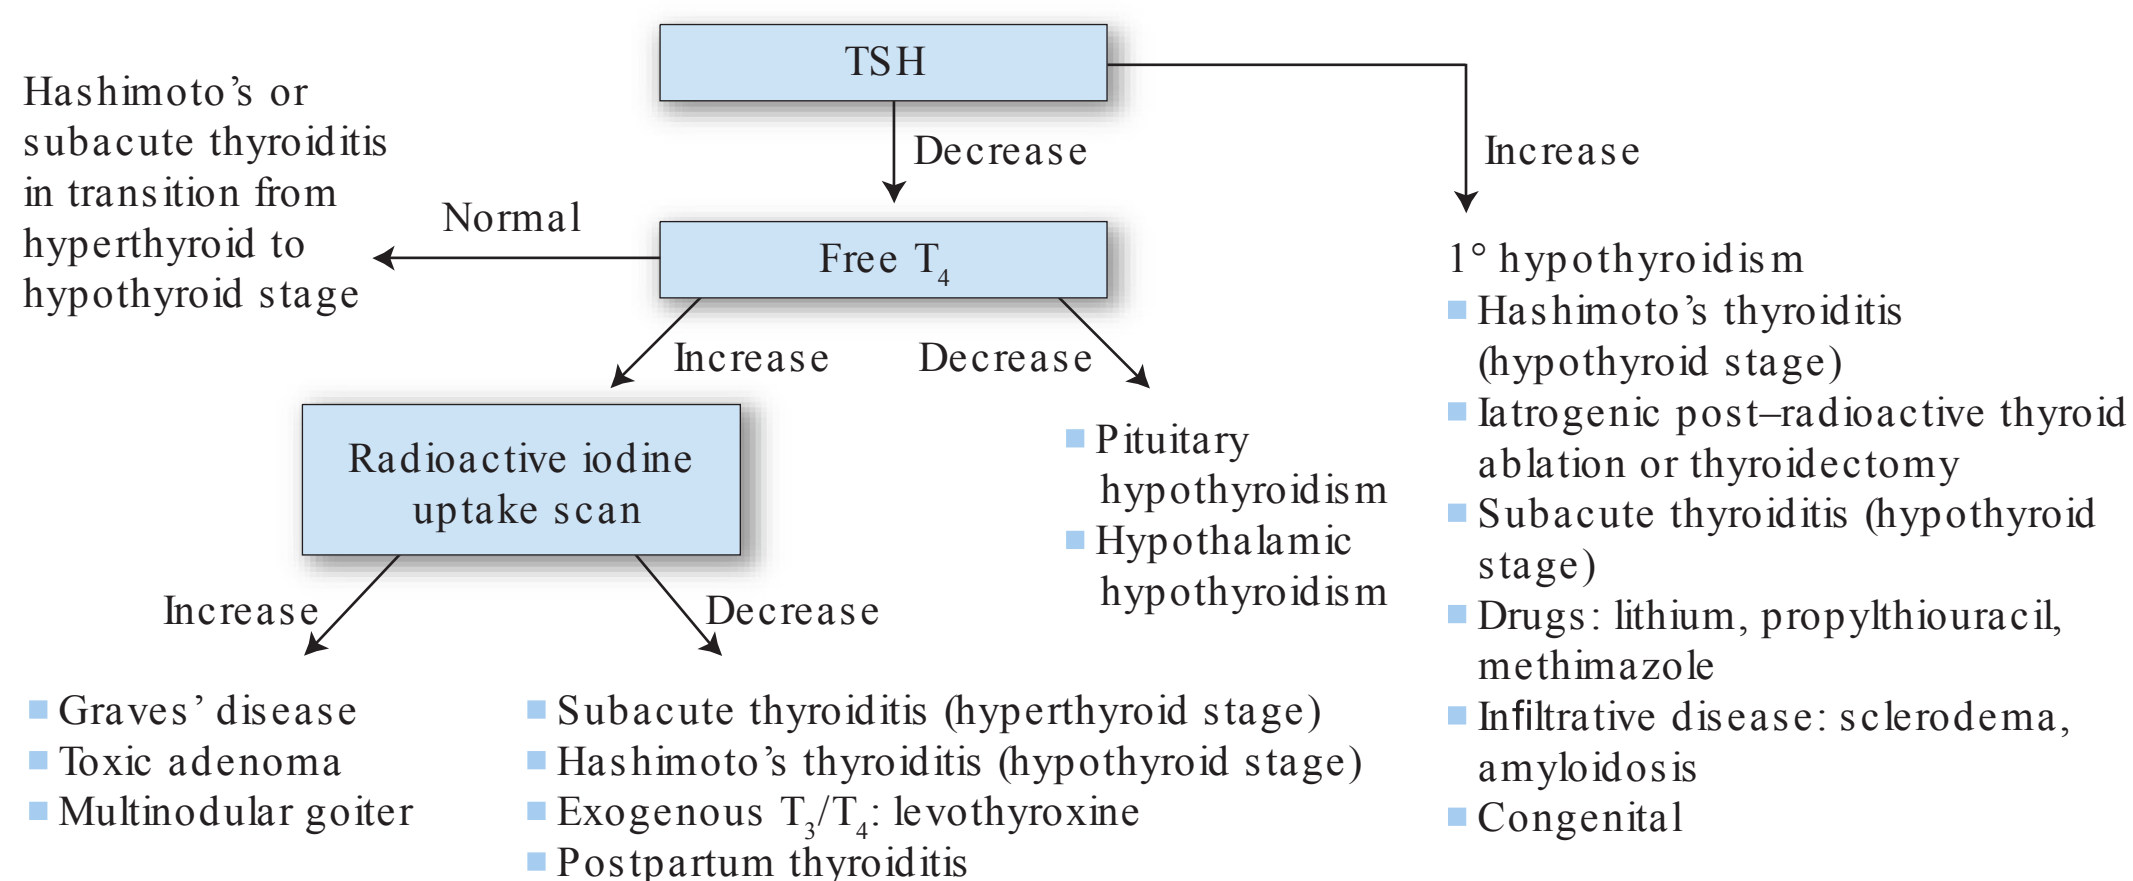 TSH
Decrease
Increase
Hashimoto's or
subacute thyroiditis
in transition from
hyperthyroid to
hypothyroid stage
Normal
Free T₄
Increase
Decrease
Radioactive iodine
uptake scan
Increase
Decrease
■ Graves' disease
■ Toxic adenoma
■ Multinodular goiter
■ Subacute thyroiditis (hyperthyroid stage)
■ Hashimoto's thyroiditis (hypothyroid stage)
■ Exogenous T₃/T₄: levothyroxine
■ Postpartum thyroiditis
■ Pituitary
hypothyroidism
■ Hypothalamic
hypothyroidism
1° hypothyroidism
■ Hashimoto's thyroiditis
(hypothyroid stage)
■ Iatrogenic post–radioactive thyroid
ablation or thyroidectomy
■ Subacute thyroiditis (hypothyroid
stage)
■ Drugs: lithium, propylthiouracil,
methimazole
■ Infiltrative disease: sclerodema,
amyloidosis
■ Congenital